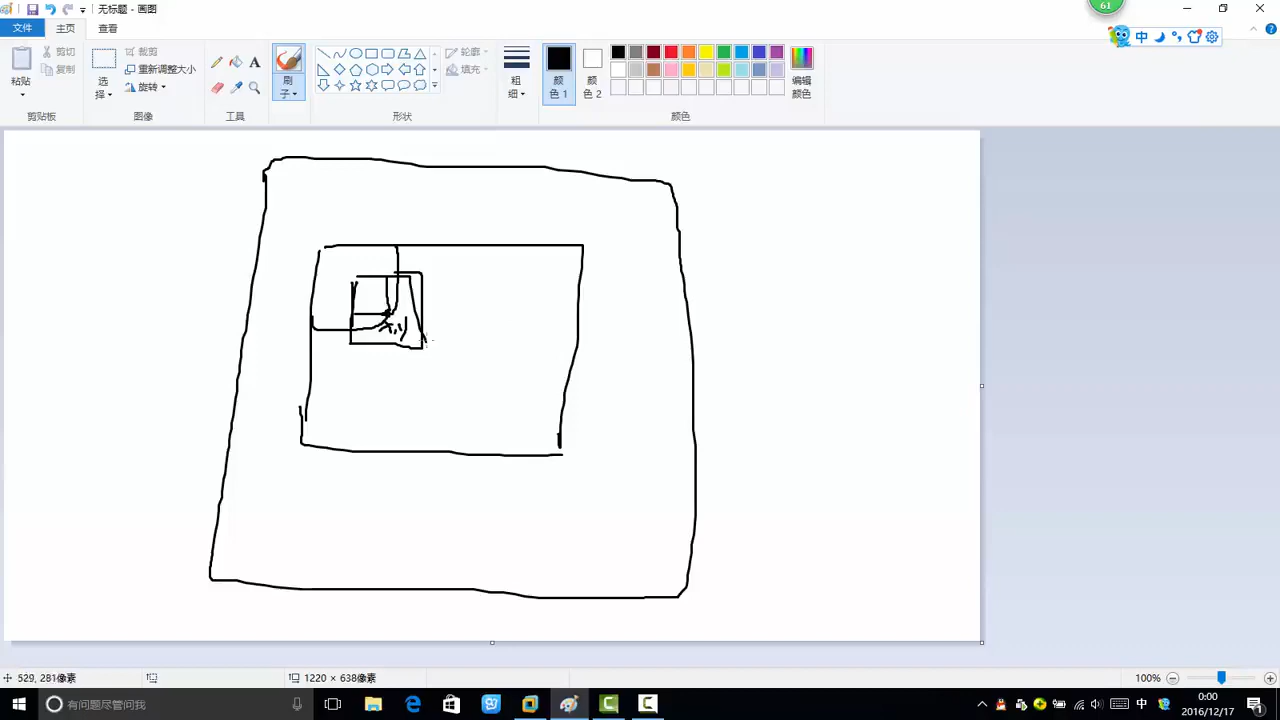 无标题 - 画图
61
文件
主页
查看
中
粘贴
剪切
复制
选择
裁剪
重新调整大小
旋转
A
刷子
轮廓
填充
粗细
颜色 1
颜色 2
编辑颜色
剪贴板
图像
工具
形状
颜色
529, 281像素
1220 × 638像素
100%
有问题尽管问我
中
0:00
2016/12/17